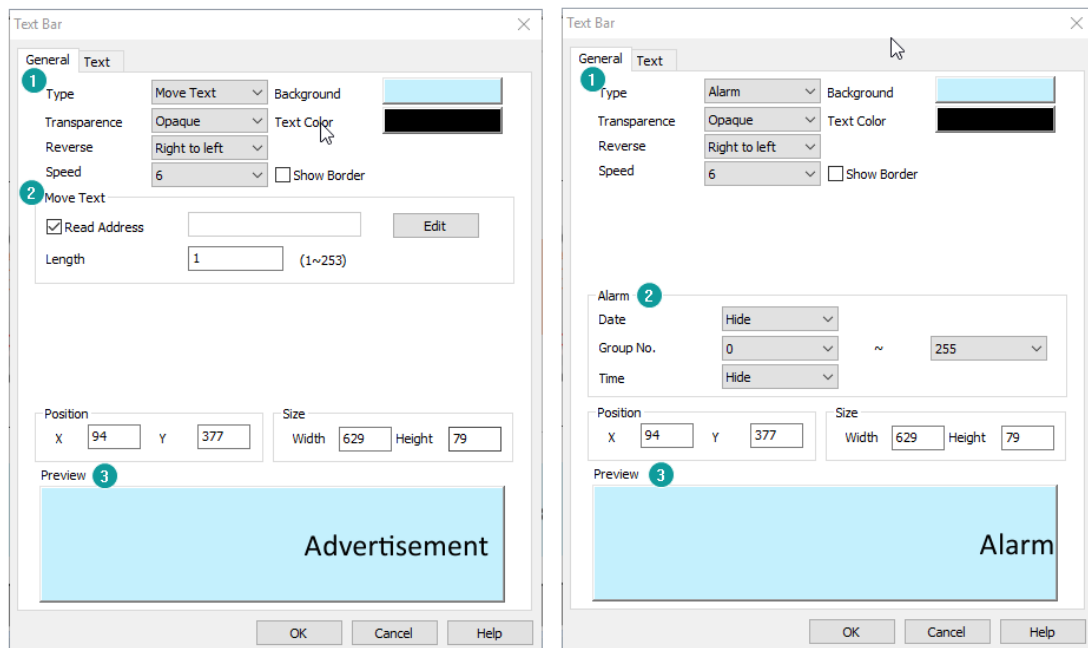 Text Bar
General Text
1
Type Move Text Background
Transparence Opaque Text Color
Reverse Right to left
Speed 6 Show Border
2 Move Text
Read Address Edit
Length 1 (1~253)
Position Size
X 94 Y 377 Width 629 Height 79
Preview 3
Advertisement
OK Cancel Help
Text Bar
General Text
1
Type Alarm Background
Transparence Opaque Text Color
Reverse Right to left
Speed 6 Show Border
Alarm 2
Date Hide
Group No. 0 ~ 255
Time Hide
Position Size
X 94 Y 377 Width 629 Height 79
Preview 3
Alarm
OK Cancel Help